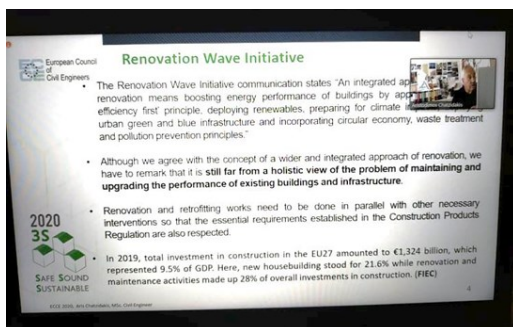 European Council
of
Civil Engineers
Renovation Wave Initiative
• The Renovation Wave Initiative communication states "An integrated
renovation means boosting energy performance of buildings by
efficiency first' principle, deploying renewables, preparing for climate
urban green and blue infrastructure and incorporating circular economy, waste treatment
and pollution prevention principles."
• Although we agree with the concept of a wider and integrated approach of renovation, we
have to remark that it is still far from a holistic view of the problem of maintaining and
upgrading the performance of existing buildings and infrastructure.
• Renovation and retrofitting works need to be done in parallel with other necessary
interventions so that the essential requirements established in the Construction Products
Regulation are also respected.
• In 2019, total investment in construction in the EU27 amounted to €1,324 billion, which
represented 9.5% of GDP. Here, new housebuilding stood for 21.6% while renovation and
maintenance activities made up 28% of overall investments in construction. (FIEC)
2020
3S
SAFE SOUND
SUSTAINABLE
ECCE 2020, Aris Chatzidakis, MSc. Civil Engineer
4